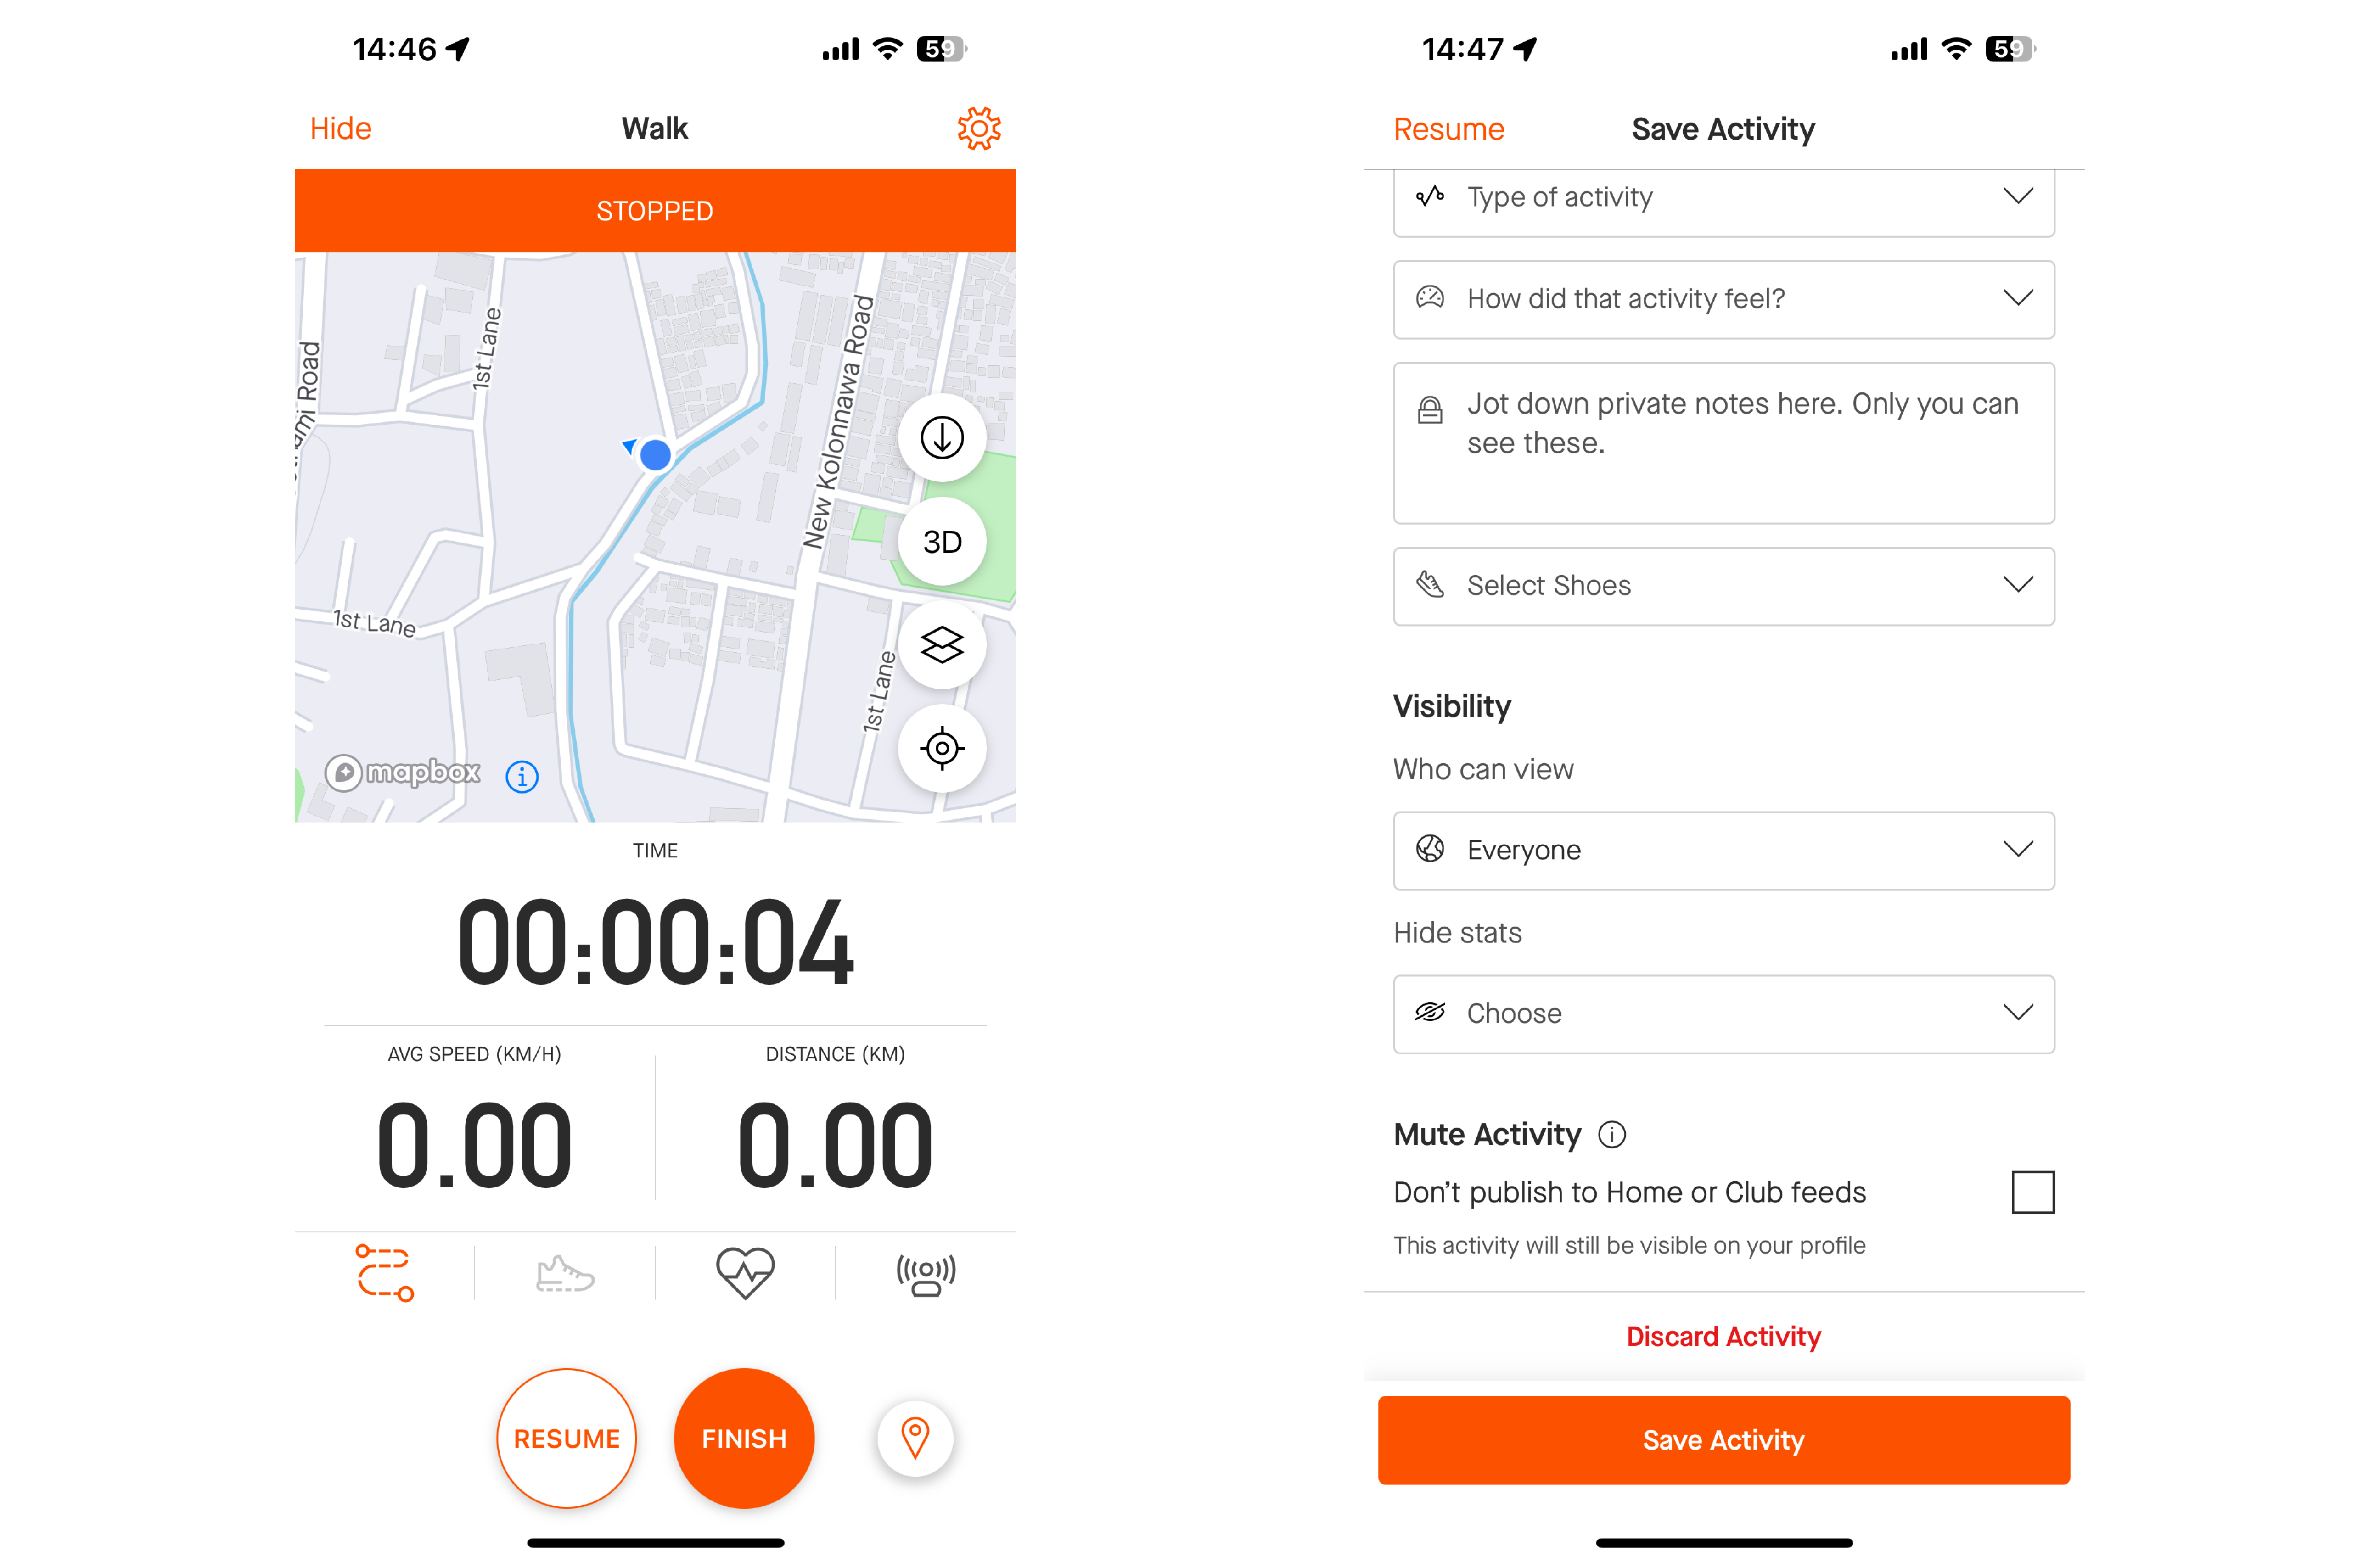 14:46
59
Hide
Walk
STOPPED
1st Lane
New Kolonnawa Road
3D
1st Lane
1st Lane
mapbox
TIME
00:00:04
AVG SPEED (KM/H)
DISTANCE (KM)
0.00
0.00
RESUME
FINISH
14:47
59
Resume
Save Activity
Type of activity
How did that activity feel?
Jot down private notes here. Only you can
see these.
Select Shoes
Visibility
Who can view
Everyone
Hide stats
Choose
Mute Activity
Don’t publish to Home or Club feeds
This activity will still be visible on your profile
Discard Activity
Save Activity